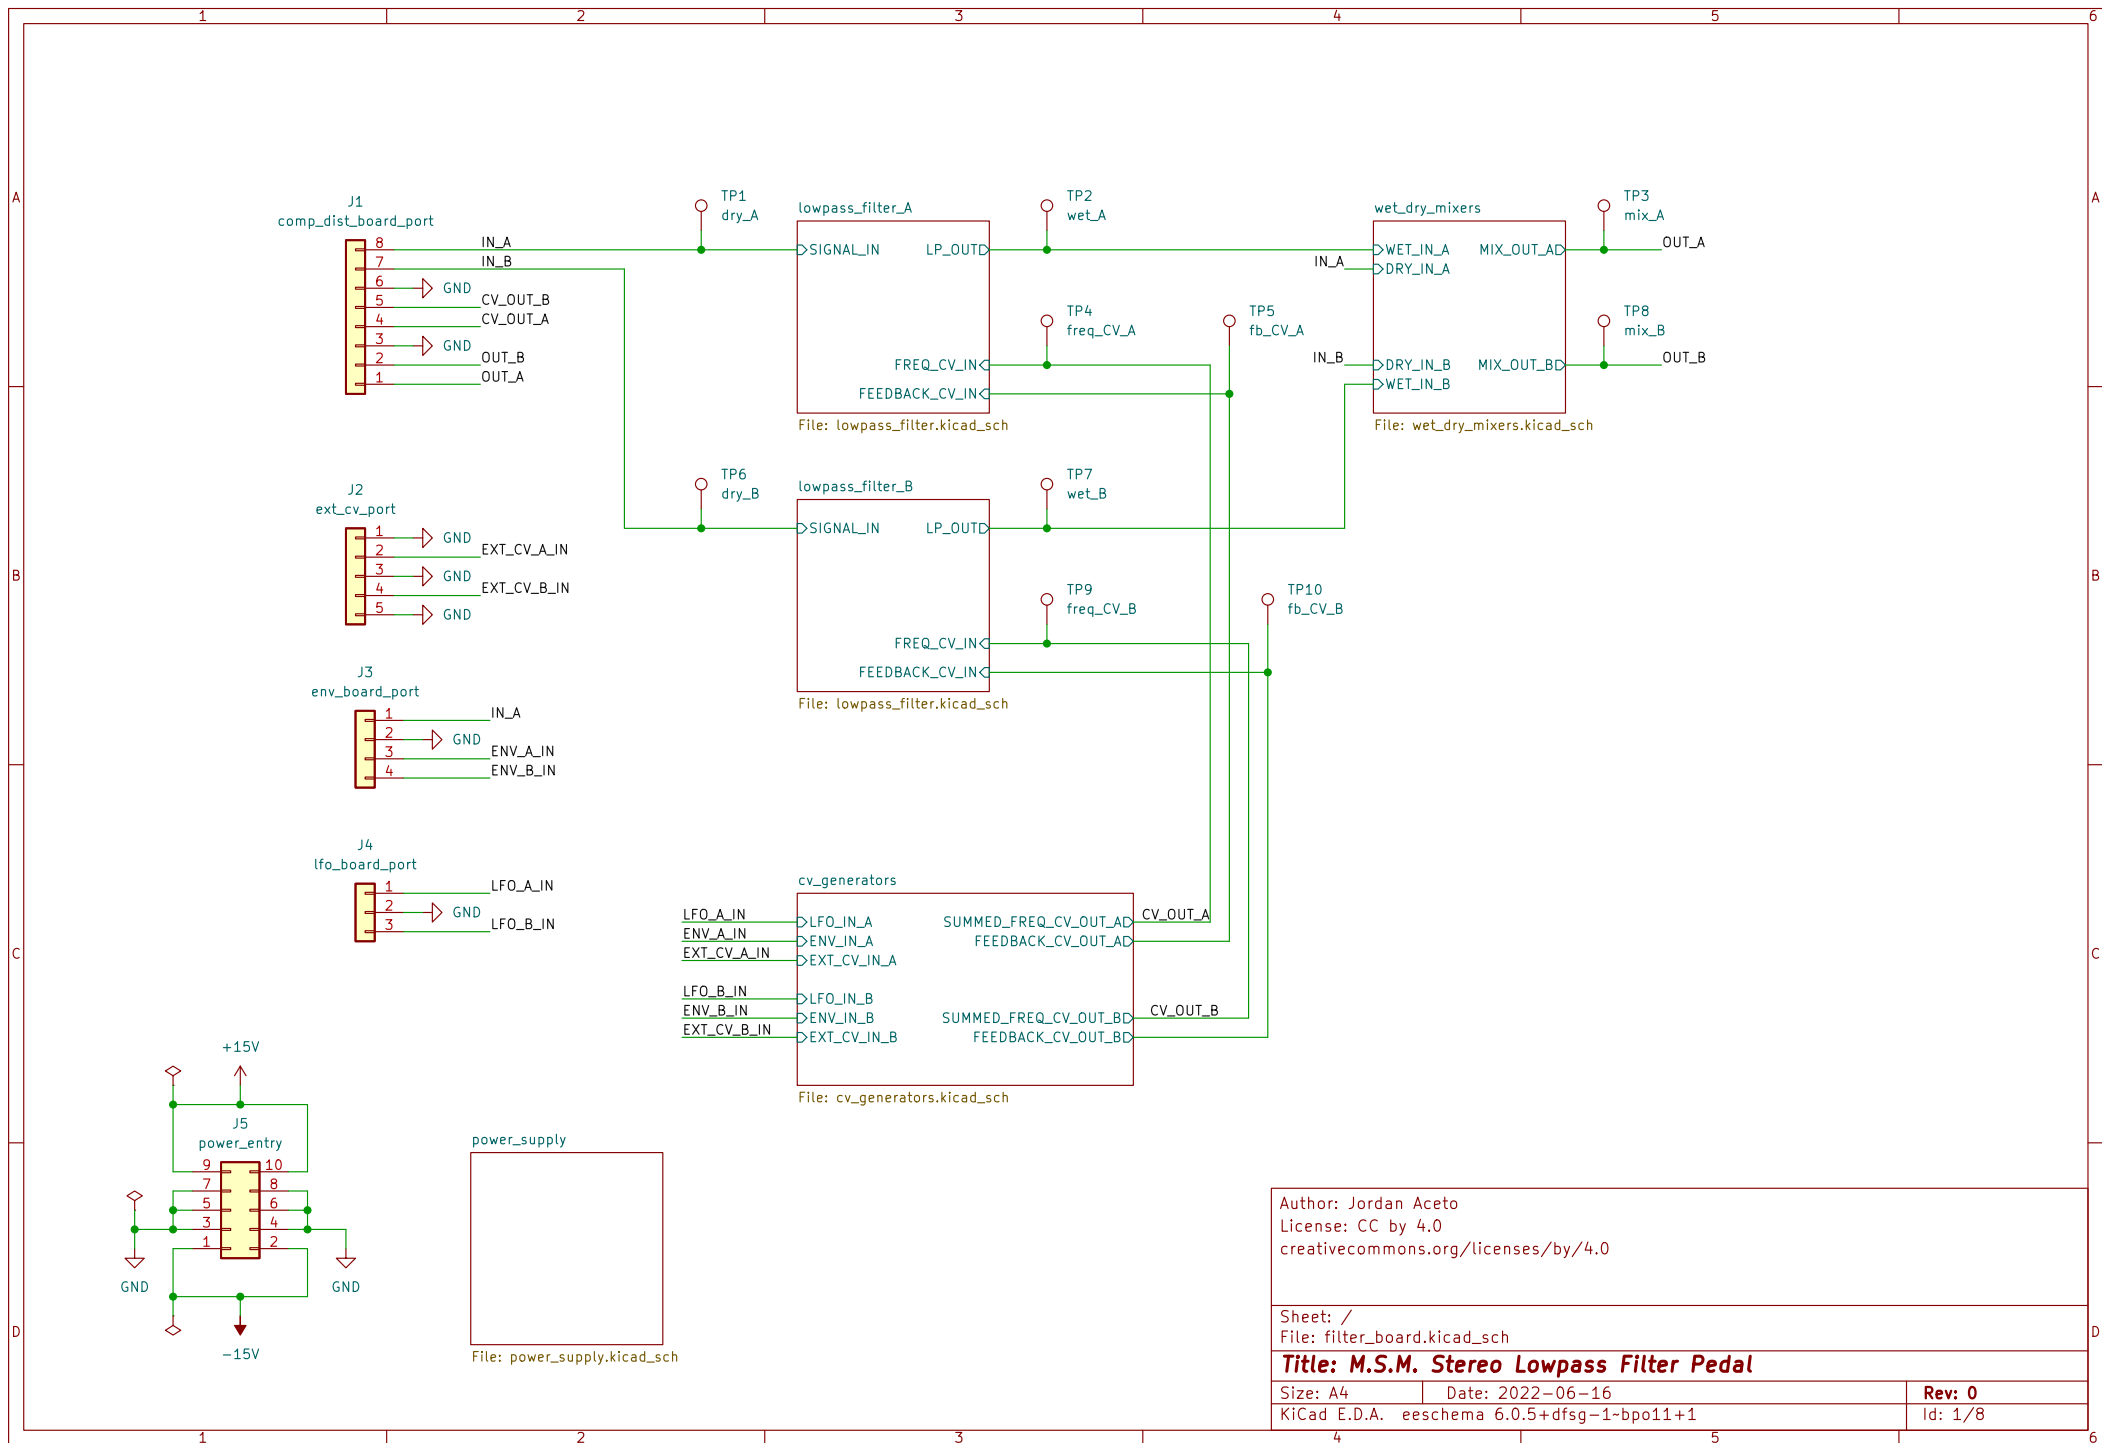 1 2 3 4 5 6
A A
B B
C C
D D
J1
comp_dist_board_port
8 IN_A
7 IN_B
6 GND
5 CV_OUT_B
4 CV_OUT_A
3 GND
2 OUT_B
1 OUT_A
J2
ext_cv_port
1 GND
2 EXT_CV_A_IN
3 GND
4 EXT_CV_B_IN
5 GND
J3
env_board_port
1 IN_A
2 GND
3 ENV_A_IN
4 ENV_B_IN
J4
lfo_board_port
1 LFO_A_IN
2 GND
3 LFO_B_IN
TP1
dry_A
lowpass_filter_A
SIGNAL_IN LP_OUT
FREQ_CV_IN
FEEDBACK_CV_IN
File: lowpass_filter.kicad_sch
TP2
wet_A
TP4
freq_CV_A
TP5
fb_CV_A
wet_dry_mixers
WET_IN_A MIX_OUT_A
IN_A DRY_IN_A
IN_B DRY_IN_B MIX_OUT_B
WET_IN_B
File: wet_dry_mixers.kicad_sch
TP3
mix_A
OUT_A
TP8
mix_B
OUT_B
TP6
dry_B
lowpass_filter_B
SIGNAL_IN LP_OUT
FREQ_CV_IN
FEEDBACK_CV_IN
File: lowpass_filter.kicad_sch
TP7
wet_B
TP9
freq_CV_B
TP10
fb_CV_B
cv_generators
LFO_A_IN LFO_IN_A SUMMED_FREQ_CV_OUT_A CV_OUT_A
ENV_A_IN ENV_IN_A FEEDBACK_CV_OUT_A
EXT_CV_A_IN EXT_CV_IN_A
LFO_B_IN LFO_IN_B
ENV_B_IN ENV_IN_B SUMMED_FREQ_CV_OUT_B CV_OUT_B
EXT_CV_B_IN EXT_CV_IN_B FEEDBACK_CV_OUT_B
File: cv_generators.kicad_sch
+15V
J5
power_entry
9 10
7 8
5 6
3 4
1 2
GND GND
-15V
power_supply
File: power_supply.kicad_sch
Author: Jordan Aceto
License: CC by 4.0
creativecommons.org/licenses/by/4.0
Sheet: /
File: filter_board.kicad_sch
Title: M.S.M. Stereo Lowpass Filter Pedal
Size: A4 Date: 2022-06-16 Rev: 0
KiCad E.D.A. eeschema 6.0.5+dfsg-1~bpo11+1 Id: 1/8
1 2 3 4 5 6